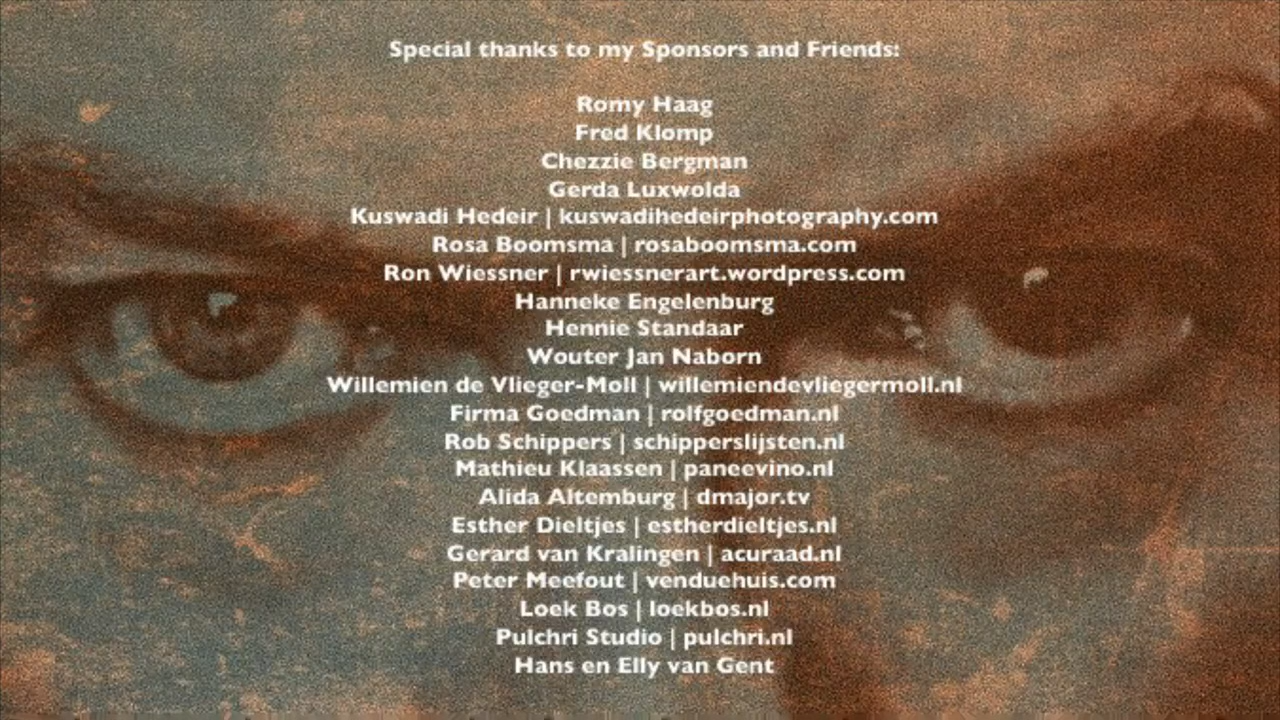 Special thanks to my Sponsors and Friends:
Romy Haag
Fred Klomp
Chezzie Bergman
Gerda Luxwolda
Kuswadi Hedeir | kuswadihedeirphotography.com
Rosa Boomsma | rosaboomsma.com
Ron Wiessner | rwiessnerart.wordpress.com
Hanneke Engelenburg
Hennie Standaar
Wouter Jan Naborn
Willemien de Vlieger-Moll | willemiendevliegermoll.nl
Firma Goedman | rolfgoedman.nl
Rob Schippers | schipperslijsten.nl
Mathieu Klaassen | paneevino.nl
Alida Altemburg | dmajor.tv
Esther Dieltjes | estherdieltjes.nl
Gerard van Kralingen | acuraad.nl
Peter Meefout | venduehuis.com
Loek Bos | loekbos.nl
Pulchri Studio | pulchri.nl
Hans en Elly van Gent